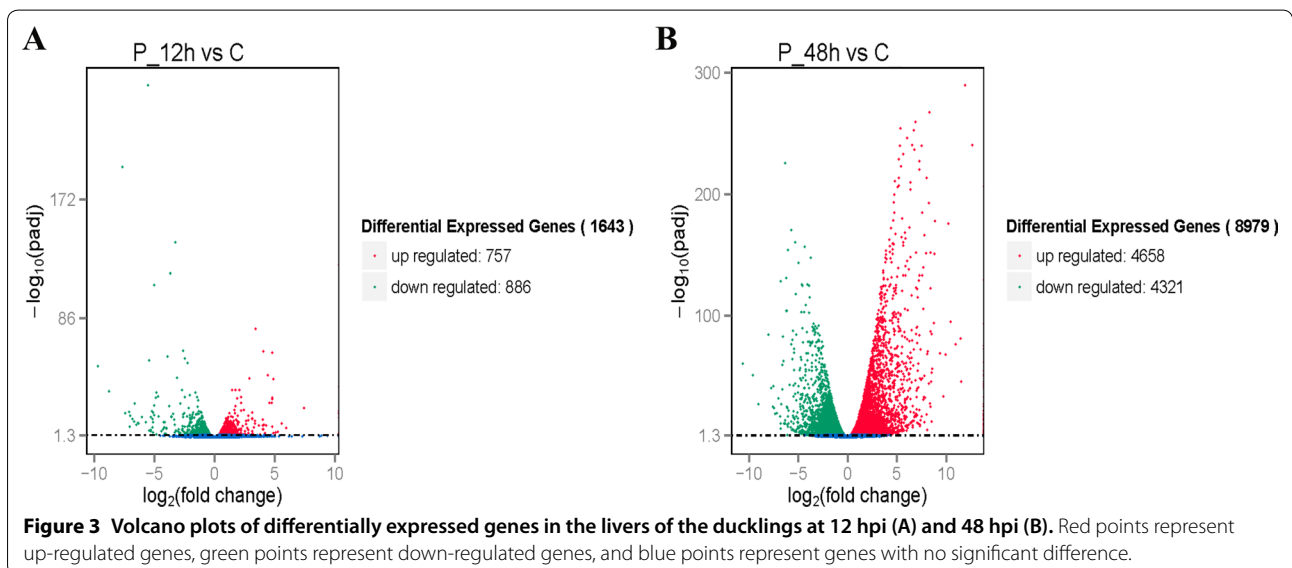 A
P_12h vs C
−log10(padj)
172
86
1.3
−10 −5 0 5 10
log2(fold change)
Differential Expressed Genes ( 1643 )
up regulated: 757
down regulated: 886
B
P_48h vs C
−log10(padj)
300
200
100
1.3
−10 −5 0 5 10
log2(fold change)
Differential Expressed Genes ( 8979 )
up regulated: 4658
down regulated: 4321
Figure 3 Volcano plots of differentially expressed genes in the livers of the ducklings at 12 hpi (A) and 48 hpi (B). Red points represent
up-regulated genes, green points represent down-regulated genes, and blue points represent genes with no significant difference.